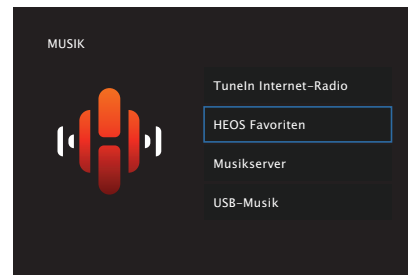 MUSIK
TuneIn Internet-Radio
HEOS Favoriten
Musikserver
USB-Musik